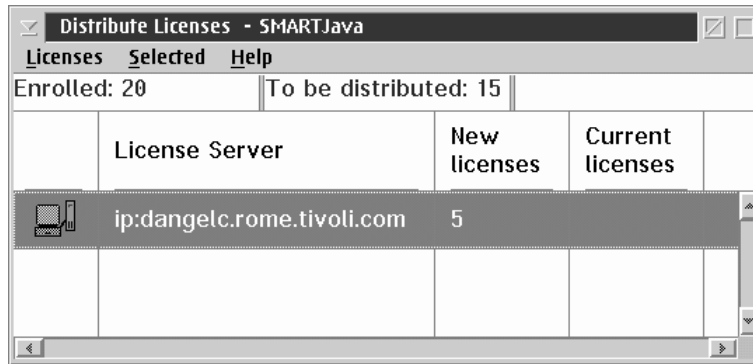 Distribute Licenses - SMARTJava
Licenses Selected Help
Enrolled: 20 To be distributed: 15
License Server New licenses Current licenses
ip:dangelc.rome.tivoli.com 5